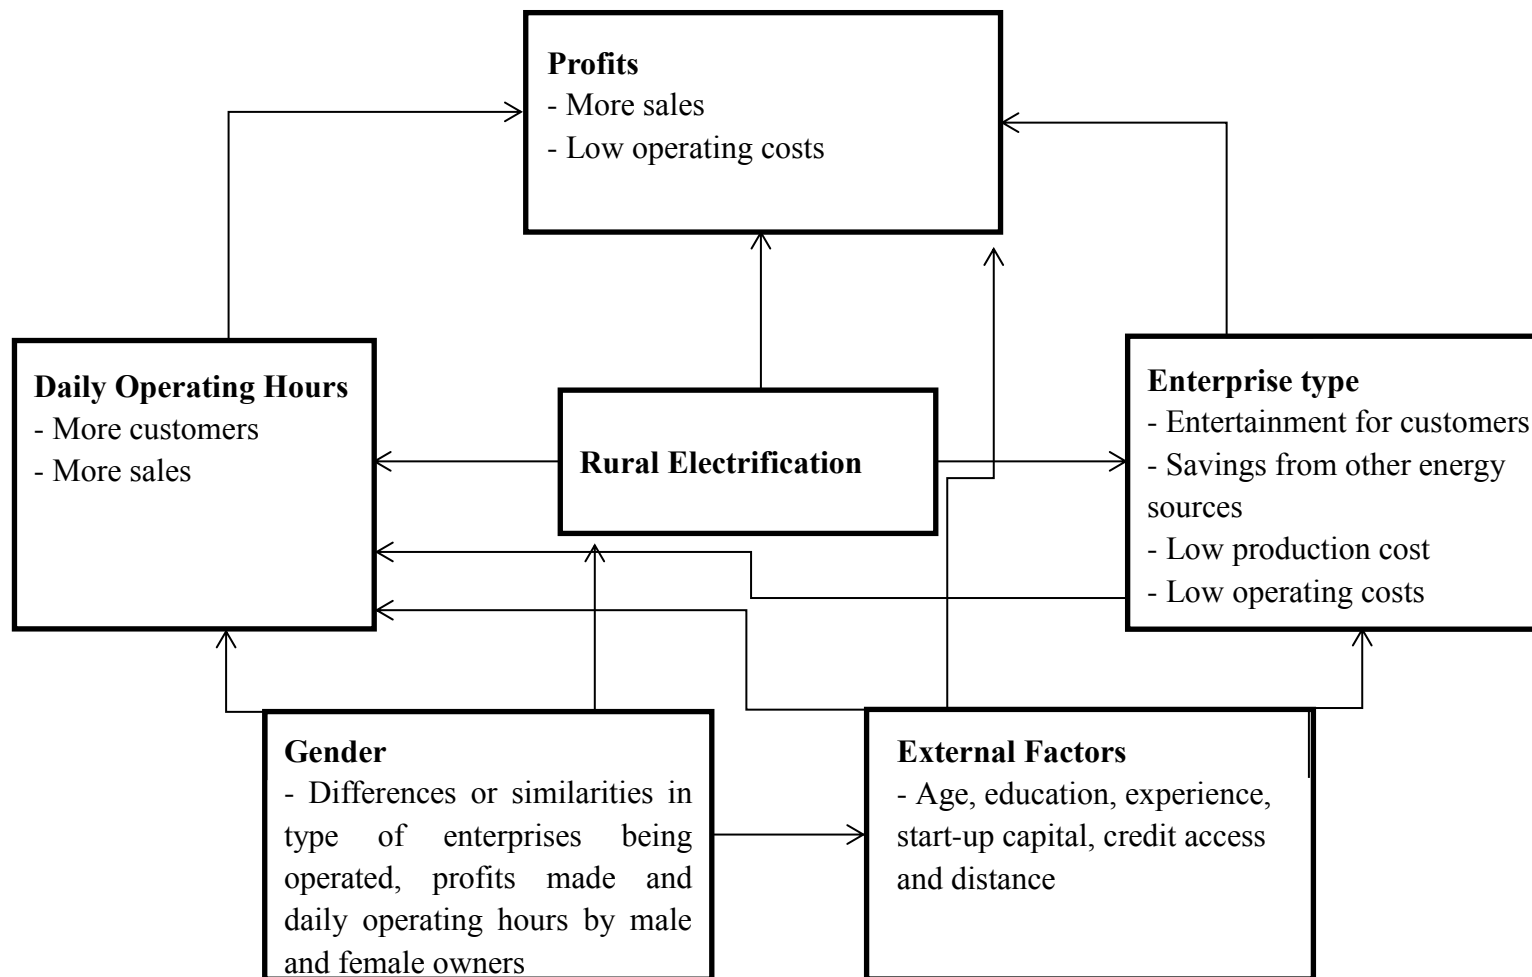 Profits
- More sales
- Low operating costs
Daily Operating Hours
- More customers
- More sales
Rural Electrification
Enterprise type
- Entertainment for customers
- Savings from other energy
sources
- Low production cost
- Low operating costs
Gender
- Differences or similarities in
type of enterprises being
operated, profits made and
daily operating hours by male
and female owners
External Factors
- Age, education, experience,
start-up capital, credit access
and distance